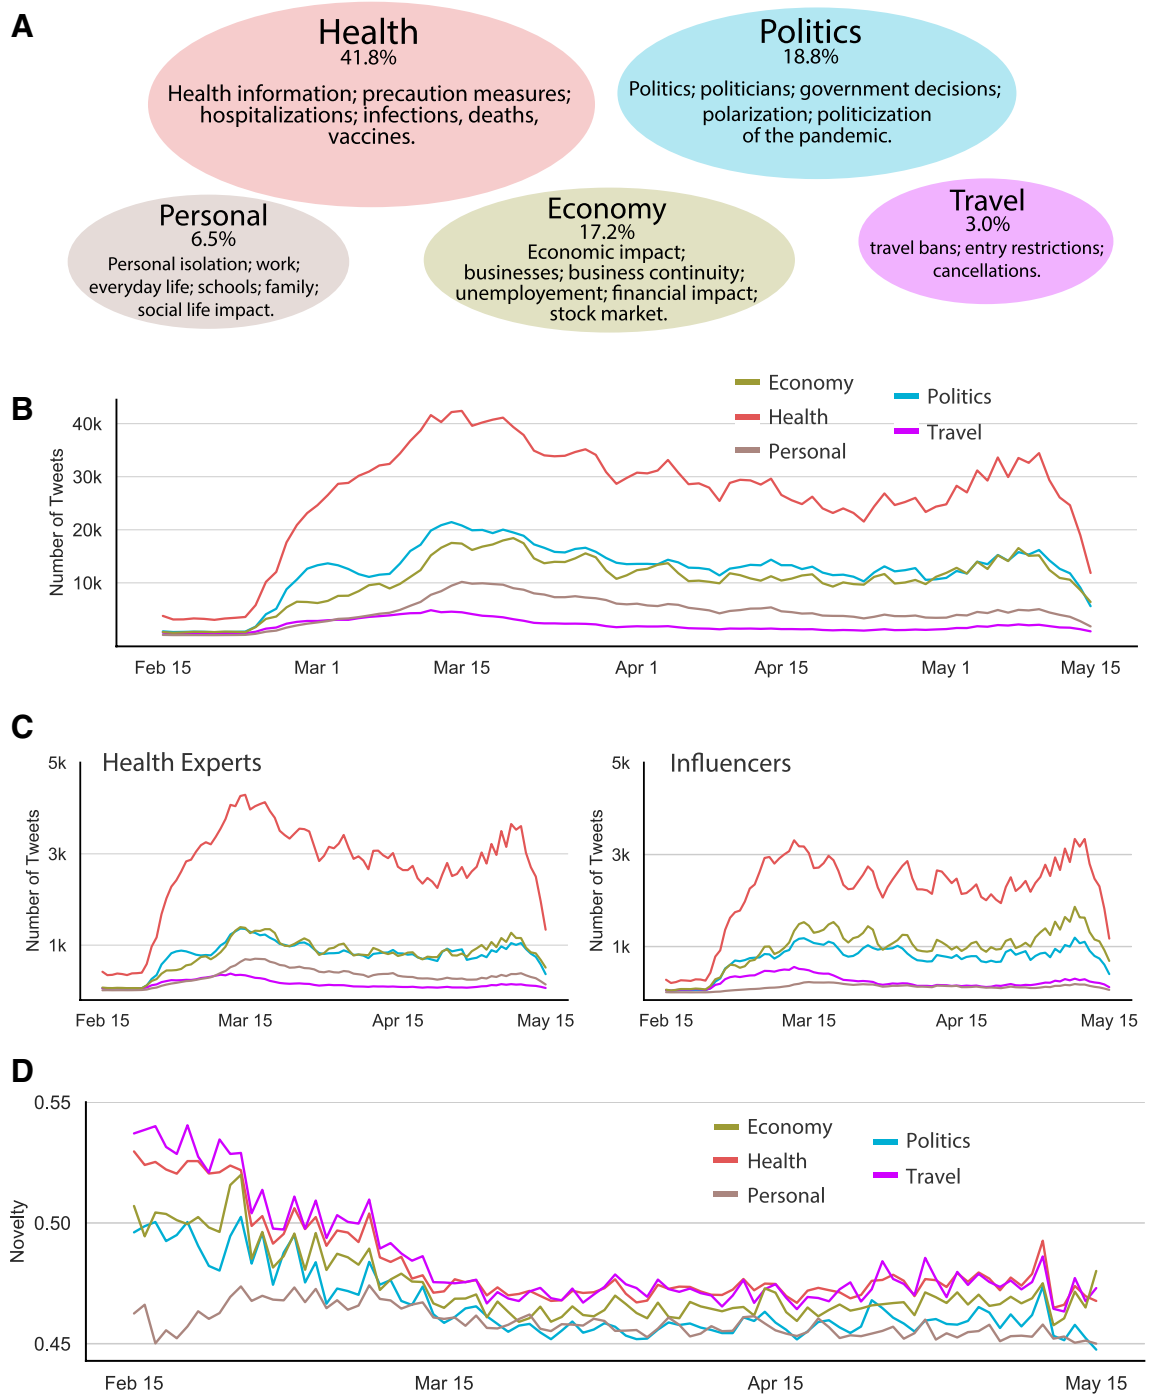 A
Health
41.8%
Health information; precaution measures;
hospitalizations; infections, deaths,
vaccines.
Politics
18.8%
Politics; politicians; government decisions;
polarization; politicization
of the pandemic.
Personal
6.5%
Personal isolation; work;
everyday life; schools; family;
social life impact.
Economy
17.2%
Economic impact;
businesses; business continuity;
unemployement; financial impact;
stock market.
Travel
3.0%
travel bans; entry restrictions;
cancellations.
B
Economy
Health
Personal
Politics
Travel
Number of Tweets
40k
30k
20k
10k
Feb 15
Mar 1
Mar 15
Apr 1
Apr 15
May 1
May 15
C
Health Experts
Number of Tweets
5k
3k
1k
Feb 15
Mar 15
Apr 15
May 15
Influencers
Number of Tweets
5k
3k
1k
Feb 15
Mar 15
Apr 15
May 15
D
Economy
Health
Personal
Politics
Travel
Novelty
0.55
0.50
0.45
Feb 15
Mar 15
Apr 15
May 15